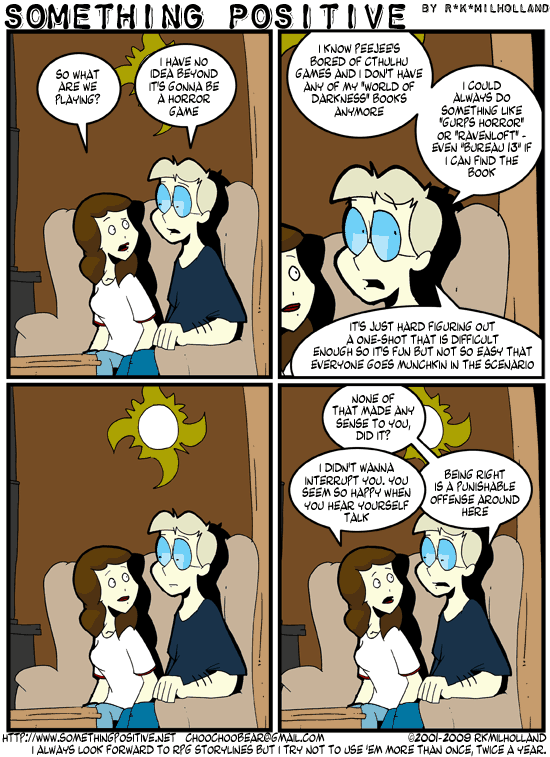 SOMETHING POSITIVE BY R*K*MILHOLLAND
SO WHAT
ARE WE
PLAYING?
I HAVE NO
IDEA BEYOND
IT'S GONNA BE
A HORROR
GAME
I KNOW PEEJEE'S
BORED OF CTHULHU
GAMES AND I DON'T HAVE
ANY OF MY "WORLD OF
DARKNESS" BOOKS
ANYMORE
I COULD
ALWAYS DO
SOMETHING LIKE
"GURPS HORROR"
OR "RAVENLOFT" -
EVEN "BUREAU 13" IF
I CAN FIND THE
BOOK
IT'S JUST HARD FIGURING OUT
A ONE-SHOT THAT IS DIFFICULT
ENOUGH SO IT'S FUN BUT NOT SO EASY THAT
EVERYONE GOES MUNCHKIN IN THE SCENARIO
NONE OF
THAT MADE ANY
SENSE TO YOU,
DID IT?
I DIDN'T WANNA
INTERRUPT YOU. YOU
SEEM SO HAPPY WHEN
YOU HEAR YOURSELF
TALK
BEING RIGHT
IS A PUNISHABLE
OFFENSE AROUND
HERE
HTTP://WWW.SOMETHINGPOSITIVE.NET CHOOCHOOBEAR@GMAIL.COM ©2001-2009 RKMILHOLLAND
I ALWAYS LOOK FORWARD TO RPG STORYLINES BUT I TRY NOT TO USE 'EM MORE THAN ONCE, TWICE A YEAR.